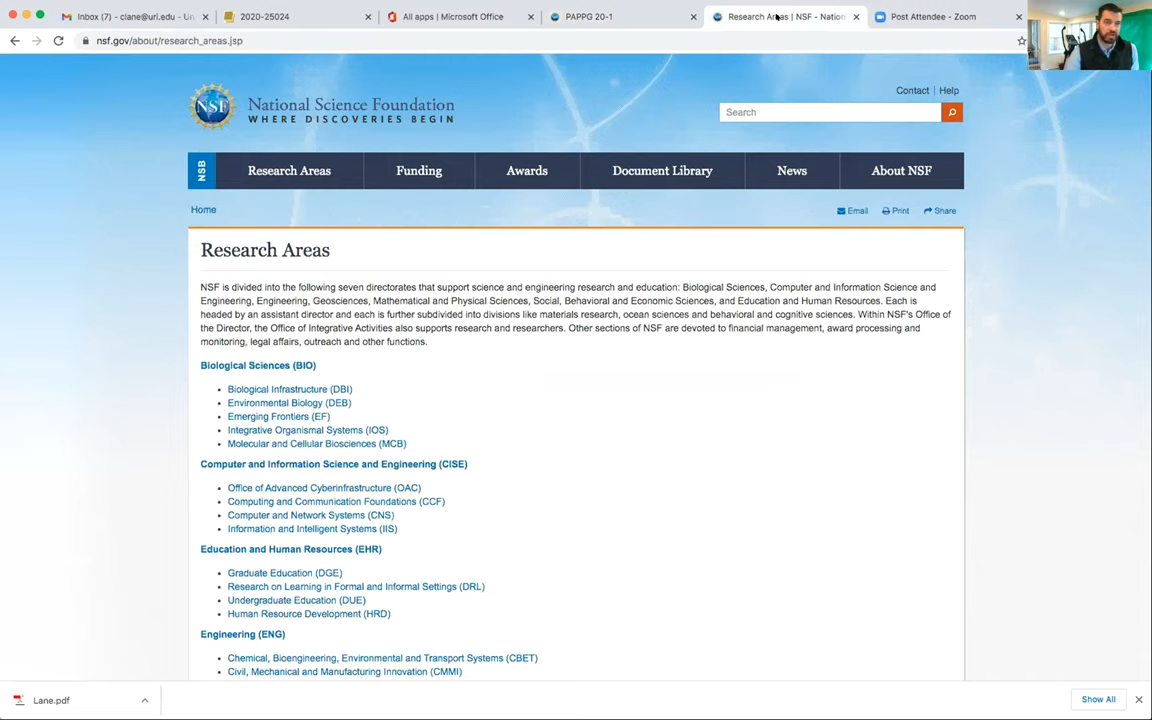 Inbox (7) - clane@uri.edu - Un
2020-25024
All apps | Microsoft Office
PAPPG 20-1
Research Areas | NSF - Nation
Post Attendee - Zoom
nsf.gov/about/research_areas.jsp
Contact | Help
NSF
National Science Foundation
WHERE DISCOVERIES BEGIN
Search
NSB
Research Areas
Funding
Awards
Document Library
News
About NSF
Home
Email
Print
Share
Research Areas
NSF is divided into the following seven directorates that support science and engineering research and education: Biological Sciences, Computer and Information Science and
Engineering, Engineering, Geosciences, Mathematical and Physical Sciences, Social, Behavioral and Economic Sciences, and Education and Human Resources. Each is
headed by an assistant director and each is further subdivided into divisions like materials research, ocean sciences and behavioral and cognitive sciences. Within NSF's Office of
the Director, the Office of Integrative Activities also supports research and researchers. Other sections of NSF are devoted to financial management, award processing and
monitoring, legal affairs, outreach and other functions.
Biological Sciences (BIO)
• Biological Infrastructure (DBI)
• Environmental Biology (DEB)
• Emerging Frontiers (EF)
• Integrative Organismal Systems (IOS)
• Molecular and Cellular Biosciences (MCB)
Computer and Information Science and Engineering (CISE)
• Office of Advanced Cyberinfrastructure (OAC)
• Computing and Communication Foundations (CCF)
• Computer and Network Systems (CNS)
• Information and Intelligent Systems (IIS)
Education and Human Resources (EHR)
• Graduate Education (DGE)
• Research on Learning in Formal and Informal Settings (DRL)
• Undergraduate Education (DUE)
• Human Resource Development (HRD)
Engineering (ENG)
• Chemical, Bioengineering, Environmental and Transport Systems (CBET)
• Civil, Mechanical and Manufacturing Innovation (CMMI)
Lane.pdf
Show All